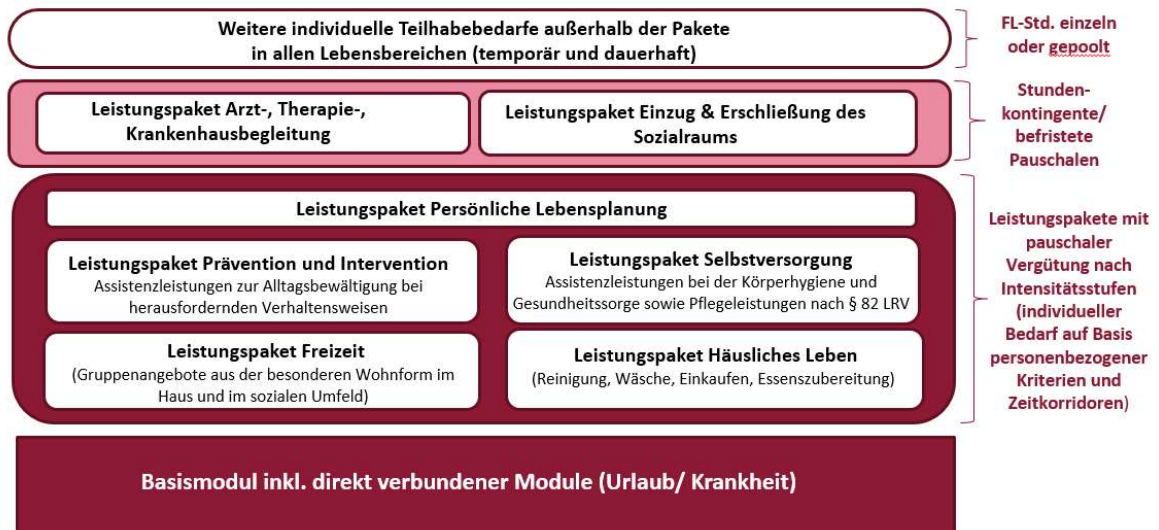 Weitere individuelle Teilhabebedarfe außerhalb der Pakete
in allen Lebensbereichen (temporär und dauerhaft)
FL-Std. einzeln
oder gepoolt
Leistungspaket Arzt-, Therapie-,
Krankenhausbegleitung
Leistungspaket Einzug & Erschließung des
Sozialraums
Stunden-
kontingente/
befristete
Pauschalen
Leistungspaket Persönliche Lebensplanung
Leistungspaket Prävention und Intervention
Assistenzleistungen zur Alltagsbewältigung bei
herausfordernden Verhaltensweisen
Leistungspaket Selbstversorgung
Assistenzleistungen bei der Körperhygiene und
Gesundheitssorge sowie Pflegeleistungen nach § 82 LRV
Leistungspaket Freizeit
(Gruppenangebote aus der besonderen Wohnform im
Haus und im sozialen Umfeld)
Leistungspaket Häusliches Leben
(Reinigung, Wäsche, Einkaufen, Essenszubereitung)
Leistungspakete mit
pauschaler
Vergütung nach
Intensitätsstufen
(individueller
Bedarf auf Basis
personenbezogener
Kriterien und
Zeitkorridoren)
Basismodul inkl. direkt verbundener Module (Urlaub/ Krankheit)